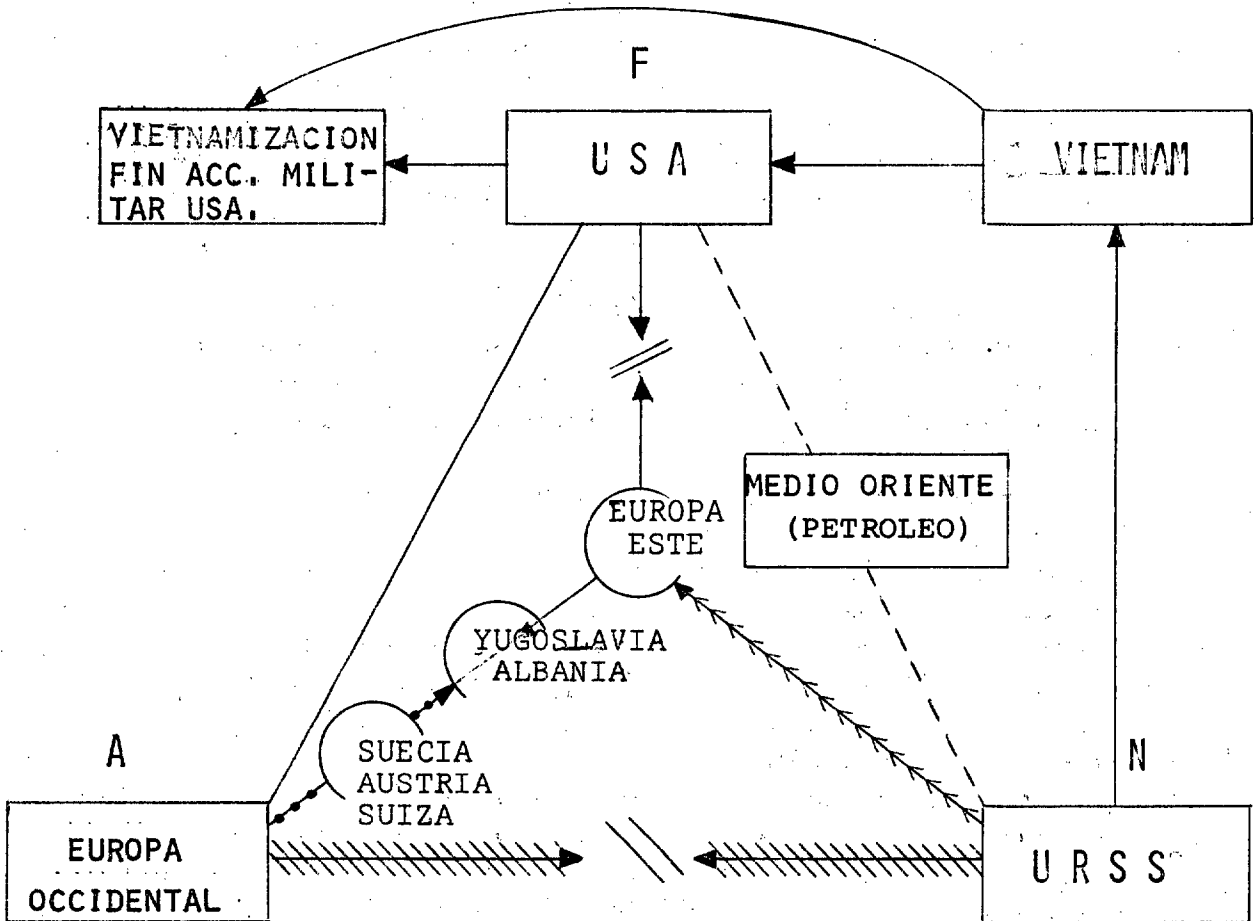 F
VIETNAMIZACION
FIN ACC. MILI-
TAR USA.
U S A
VIETNAM
MEDIO ORIENTE
(PETROLEO)
EUROPA
ESTE
YUGOSLAVIA
ALBANIA
SUECIA
AUSTRIA
SUIZA
A
N
EUROPA
OCCIDENTAL
U R S S